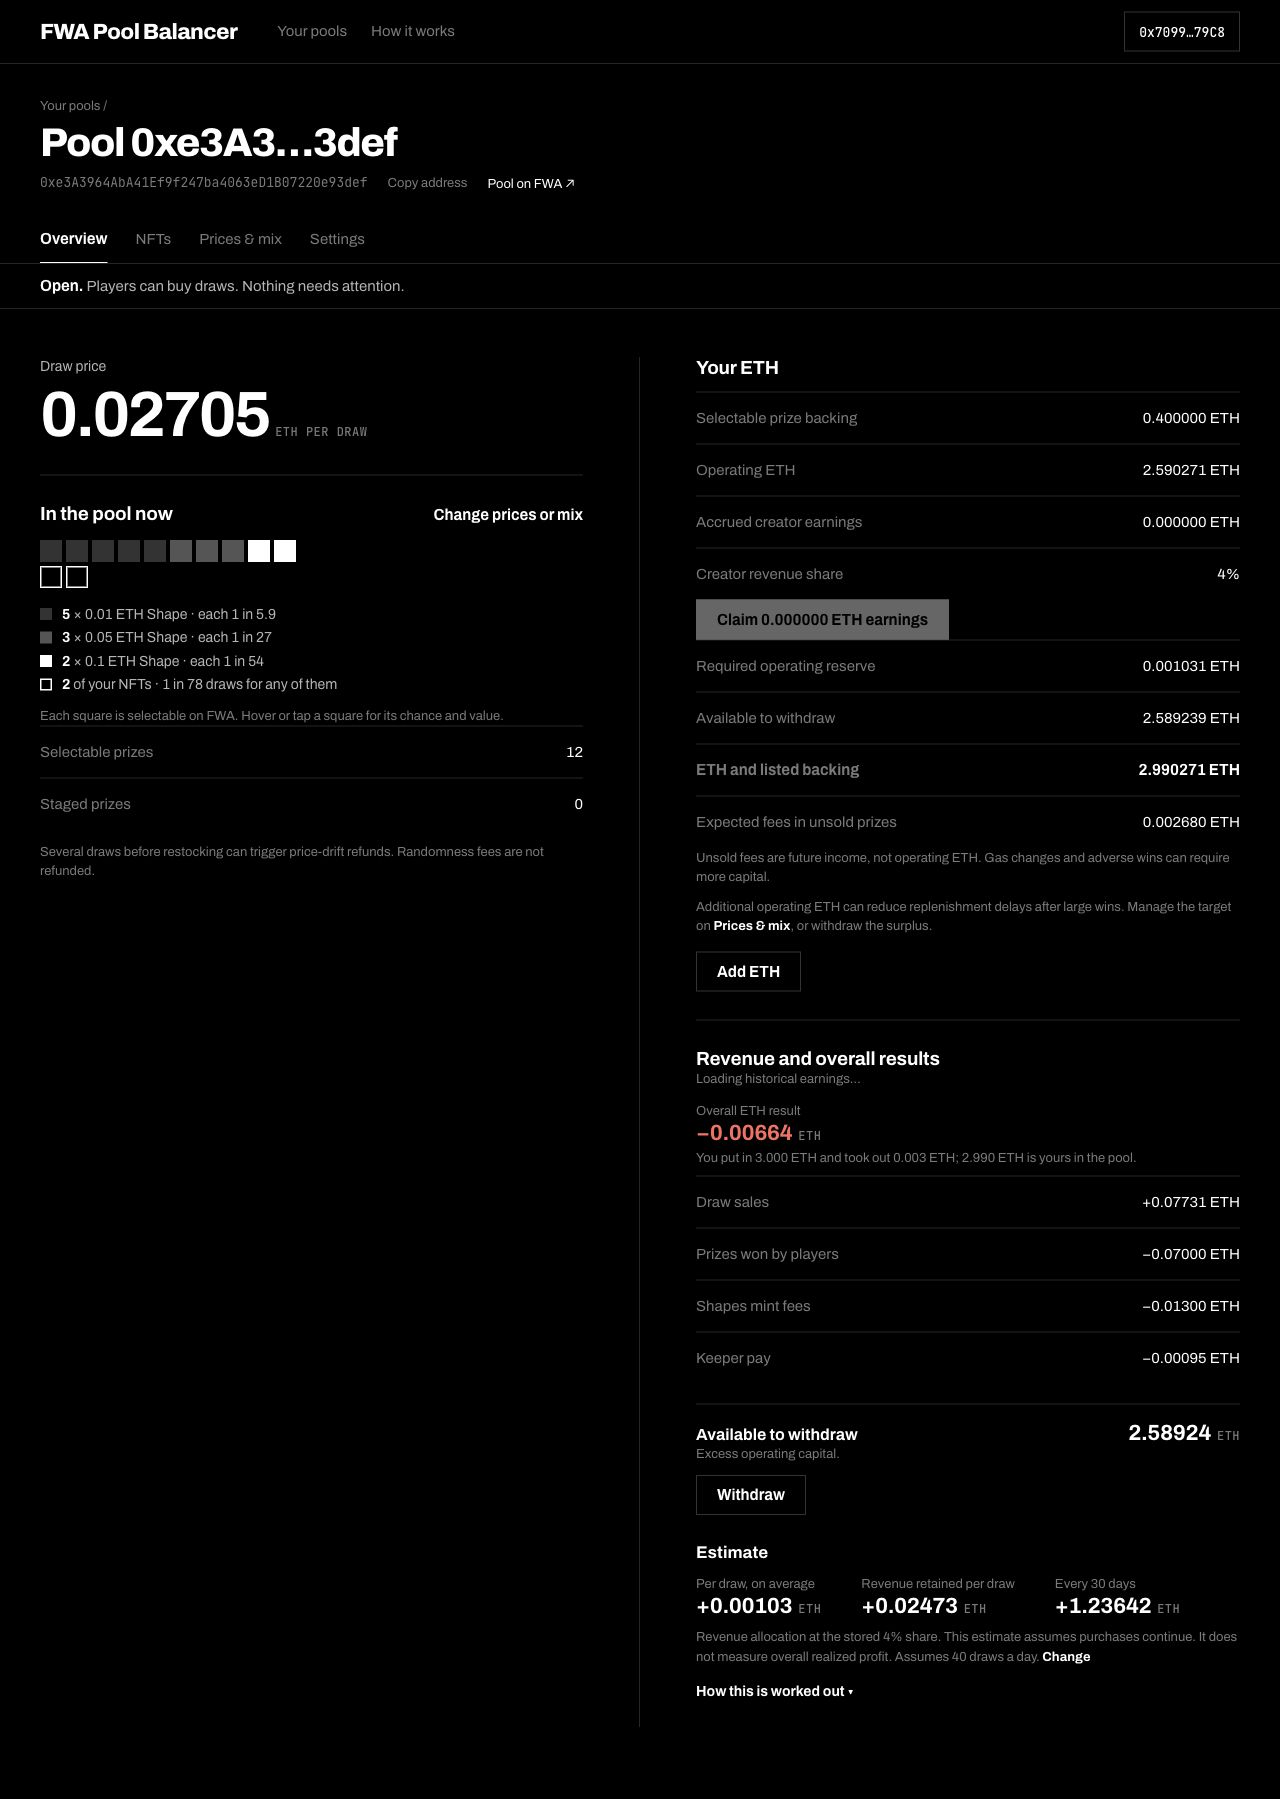 FWA Pool Balancer
Your pools
How it works
0x7099…79C8
Your pools /
Pool 0xe3A3…3def
0xe3A3964AbA41Ef9f247ba4063eD1B07220e93def
Copy address
Pool on FWA ↗
Overview
NFTs
Prices & mix
Settings
Open. Players can buy draws. Nothing needs attention.
Draw price
0.02705 ETH PER DRAW
In the pool now
Change prices or mix
5 × 0.01 ETH Shape · each 1 in 5.9
3 × 0.05 ETH Shape · each 1 in 27
2 × 0.1 ETH Shape · each 1 in 54
2 of your NFTs · 1 in 78 draws for any of them
Each square is selectable on FWA. Hover or tap a square for its chance and value.
Selectable prizes 12
Staged prizes 0
Several draws before restocking can trigger price-drift refunds. Randomness fees are not
refunded.
Your ETH
Selectable prize backing 0.400000 ETH
Operating ETH 2.590271 ETH
Accrued creator earnings 0.000000 ETH
Creator revenue share 4%
Claim 0.000000 ETH earnings
Required operating reserve 0.001031 ETH
Available to withdraw 2.589239 ETH
ETH and listed backing 2.990271 ETH
Expected fees in unsold prizes 0.002680 ETH
Unsold fees are future income, not operating ETH. Gas changes and adverse wins can require
more capital.
Additional operating ETH can reduce replenishment delays after large wins. Manage the target
on Prices & mix, or withdraw the surplus.
Add ETH
Revenue and overall results
Loading historical earnings…
Overall ETH result
−0.00664 ETH
You put in 3.000 ETH and took out 0.003 ETH; 2.990 ETH is yours in the pool.
Draw sales +0.07731 ETH
Prizes won by players −0.07000 ETH
Shapes mint fees −0.01300 ETH
Keeper pay −0.00095 ETH
Available to withdraw 2.58924 ETH
Excess operating capital.
Withdraw
Estimate
Per draw, on average
+0.00103 ETH
Revenue retained per draw
+0.02473 ETH
Every 30 days
+1.23642 ETH
Revenue allocation at the stored 4% share. This estimate assumes purchases continue. It does
not measure overall realized profit. Assumes 40 draws a day. Change
How this is worked out ▾